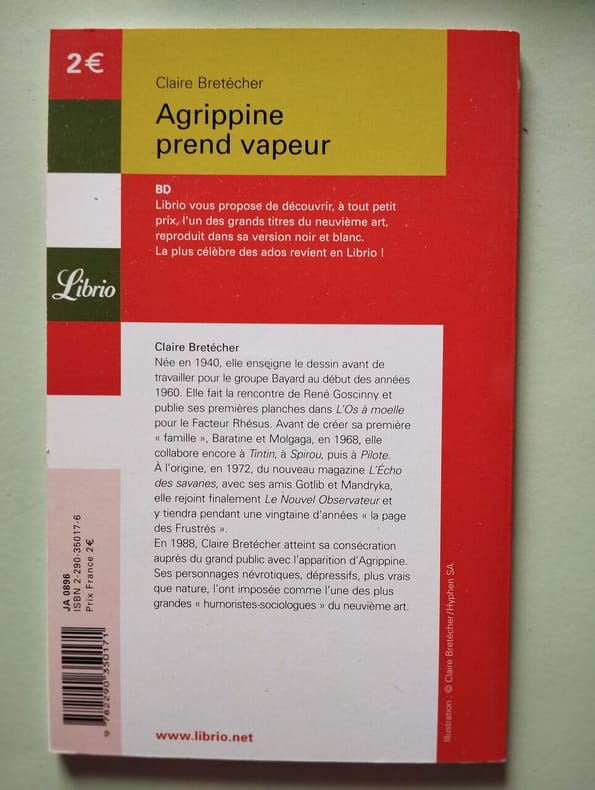 2€
Claire Bretécher
Agrippine
prend vapeur
BD
Librio vous propose de découvrir, à tout petit
prix, l'un des grands titres du neuvième art,
reproduit dans sa version noir et blanc.
La plus célèbre des ados revient en Librio !
Librio
Claire Bretécher
Née en 1940, elle enseigne le dessin avant de
travailler pour le groupe Bayard au début des années
1960. Elle fait la rencontre de René Goscinny et
publie ses premières planches dans L'Os à moelle
pour le Facteur Rhésus. Avant de créer sa première
« famille », Baratine et Molgaga, en 1968, elle
collabore encore à Tintin, à Spirou, puis à Pilote.
À l'origine, en 1972, du nouveau magazine L'Écho
des savanes, avec ses amis Gotlib et Mandryka,
elle rejoint finalement Le Nouvel Observateur et
y tiendra pendant une vingtaine d'années « la page
des Frustrés ».
En 1988, Claire Bretécher atteint sa consécration
auprès du grand public avec l'apparition d'Agrippine.
Ses personnages névrotiques, dépressifs, plus vrais
que nature, l'ont imposée comme l'une des plus
grandes « humoristes-sociologues » du neuvième art.
www.librio.net
JA 0896
ISBN 2-290-35017-6
Prix France 2€
9 782290 350171
Illustration : © Claire Bretécher/Hyphen SA.